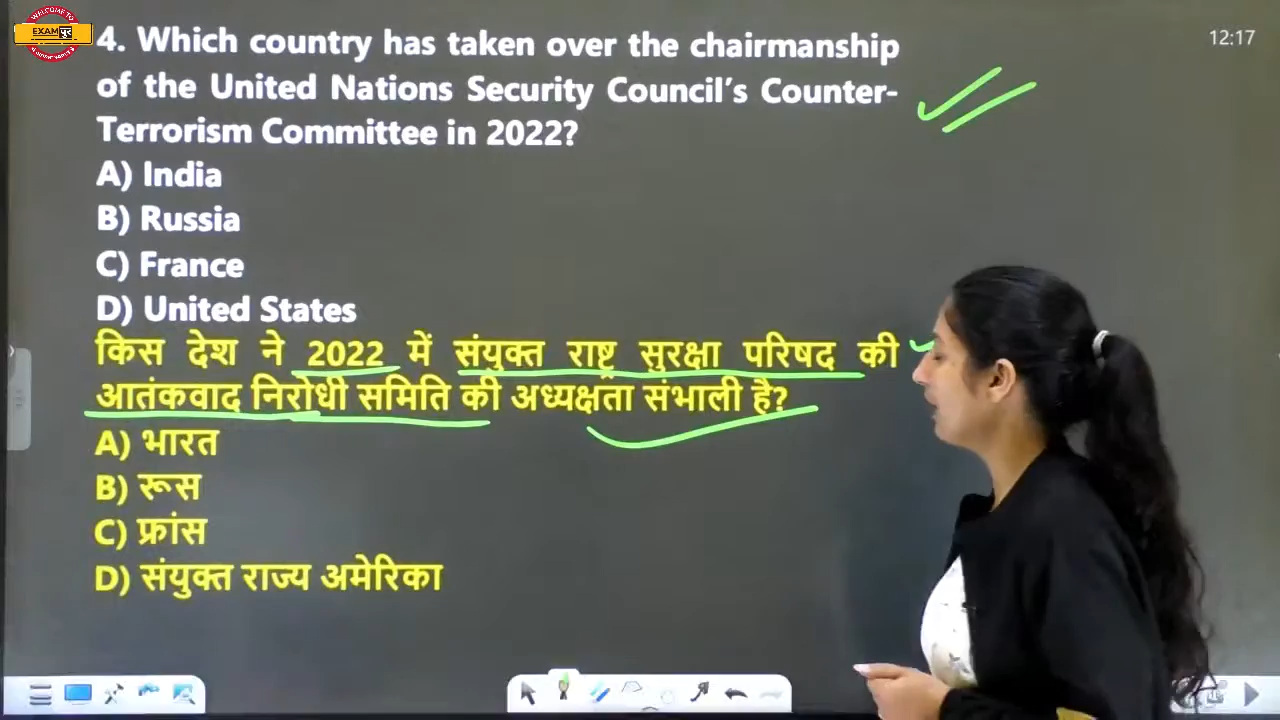 WELCOME TO
EXAM पुर
12:17
4. Which country has taken over the chairmanship
of the United Nations Security Council's Counter-
Terrorism Committee in 2022?
A) India
B) Russia
C) France
D) United States
किस देश ने 2022 में संयुक्त राष्ट्र सुरक्षा परिषद की
आतंकवाद निरोधी समिति की अध्यक्षता संभाली है?
A) भारत
B) रूस
C) फ्रांस
D) संयुक्त राज्य अमेरिका